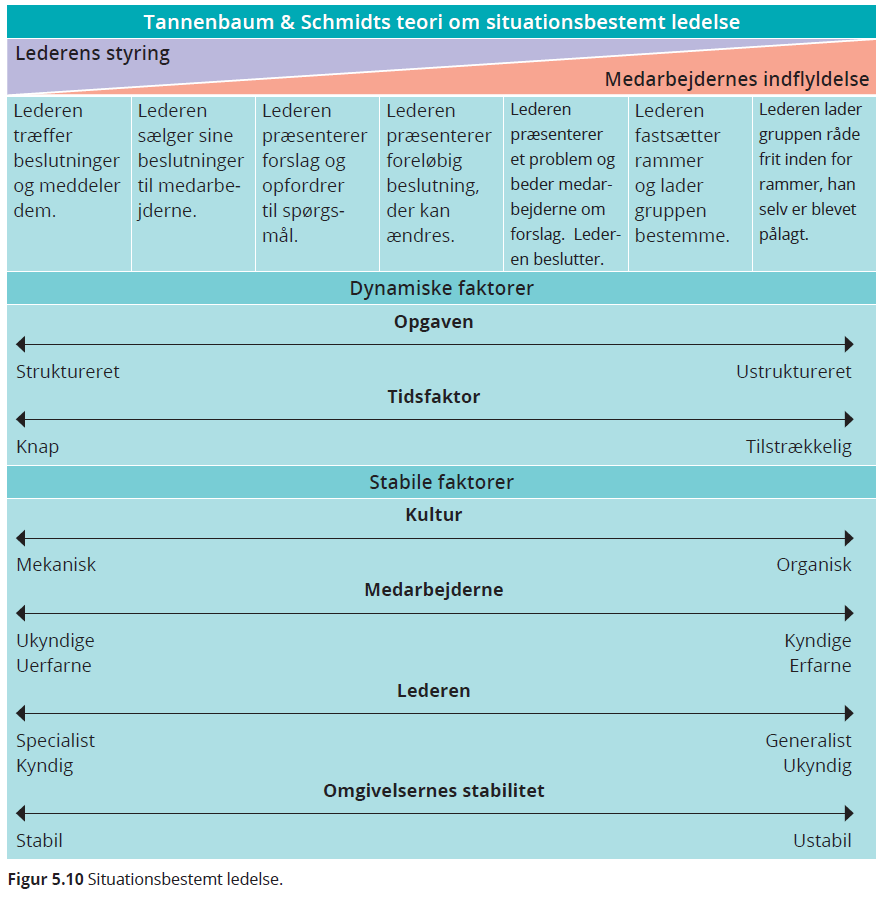 Tannenbaum & Schmidts teori om situationsbestemt ledelse
Lederens styring
Medarbejdernes indflyldelse
Lederen
træffer
beslutninger
og meddeler
dem.
Lederen
sælger sine
beslutninger
til medarbe-
jderne.
Lederen
præsenterer
forslag og
opfordrer
til spørgs-
mål.
Lederen
præsenterer
foreløbig
beslutning,
der kan
ændres.
Lederen
præsenterer
et problem og
beder medar-
bejderne om
forslag. Leder-
en beslutter.
Lederen
fastsætter
rammer
og lader
gruppen
bestemme.
Lederen lader
gruppen råde
frit inden for
rammer, han
selv er blevet
pålagt.
Dynamiske faktorer
Opgaven
Struktureret Ustruktureret
Tidsfaktor
Knap Tilstrækkelig
Stabile faktorer
Kultur
Mekanisk Organisk
Medarbejderne
Ukyndige Kyndige
Uerfarne Erfarne
Lederen
Specialist Generalist
Kyndig Ukyndig
Omgivelsernes stabilitet
Stabil Ustabil
Figur 5.10 Situationsbestemt ledelse.